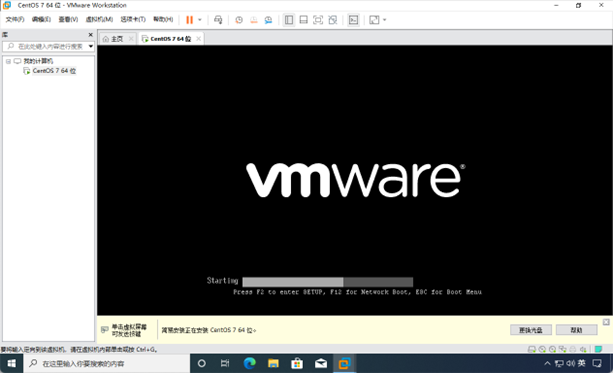 CentOS 7 64 位 - VMware Workstation
文件(F) 编辑(E) 查看(V) 虚拟机(M) 选项卡(T) 帮助(H)
库
在此处键入内容进行搜索
主页
CentOS 7 64 位
我的计算机
CentOS 7 64 位
vmware®
Starting
Press F2 to enter SETUP, F12 for Network Boot, ESC for Boot Menu
单击虚拟屏幕
可发送按键
简易安装正在安装 CentOS 7 64 位。
更换光盘
帮助
要将输入定向到该虚拟机，请在虚拟机内部单击或按 Ctrl+G。
在这里输入你要搜索的内容
英